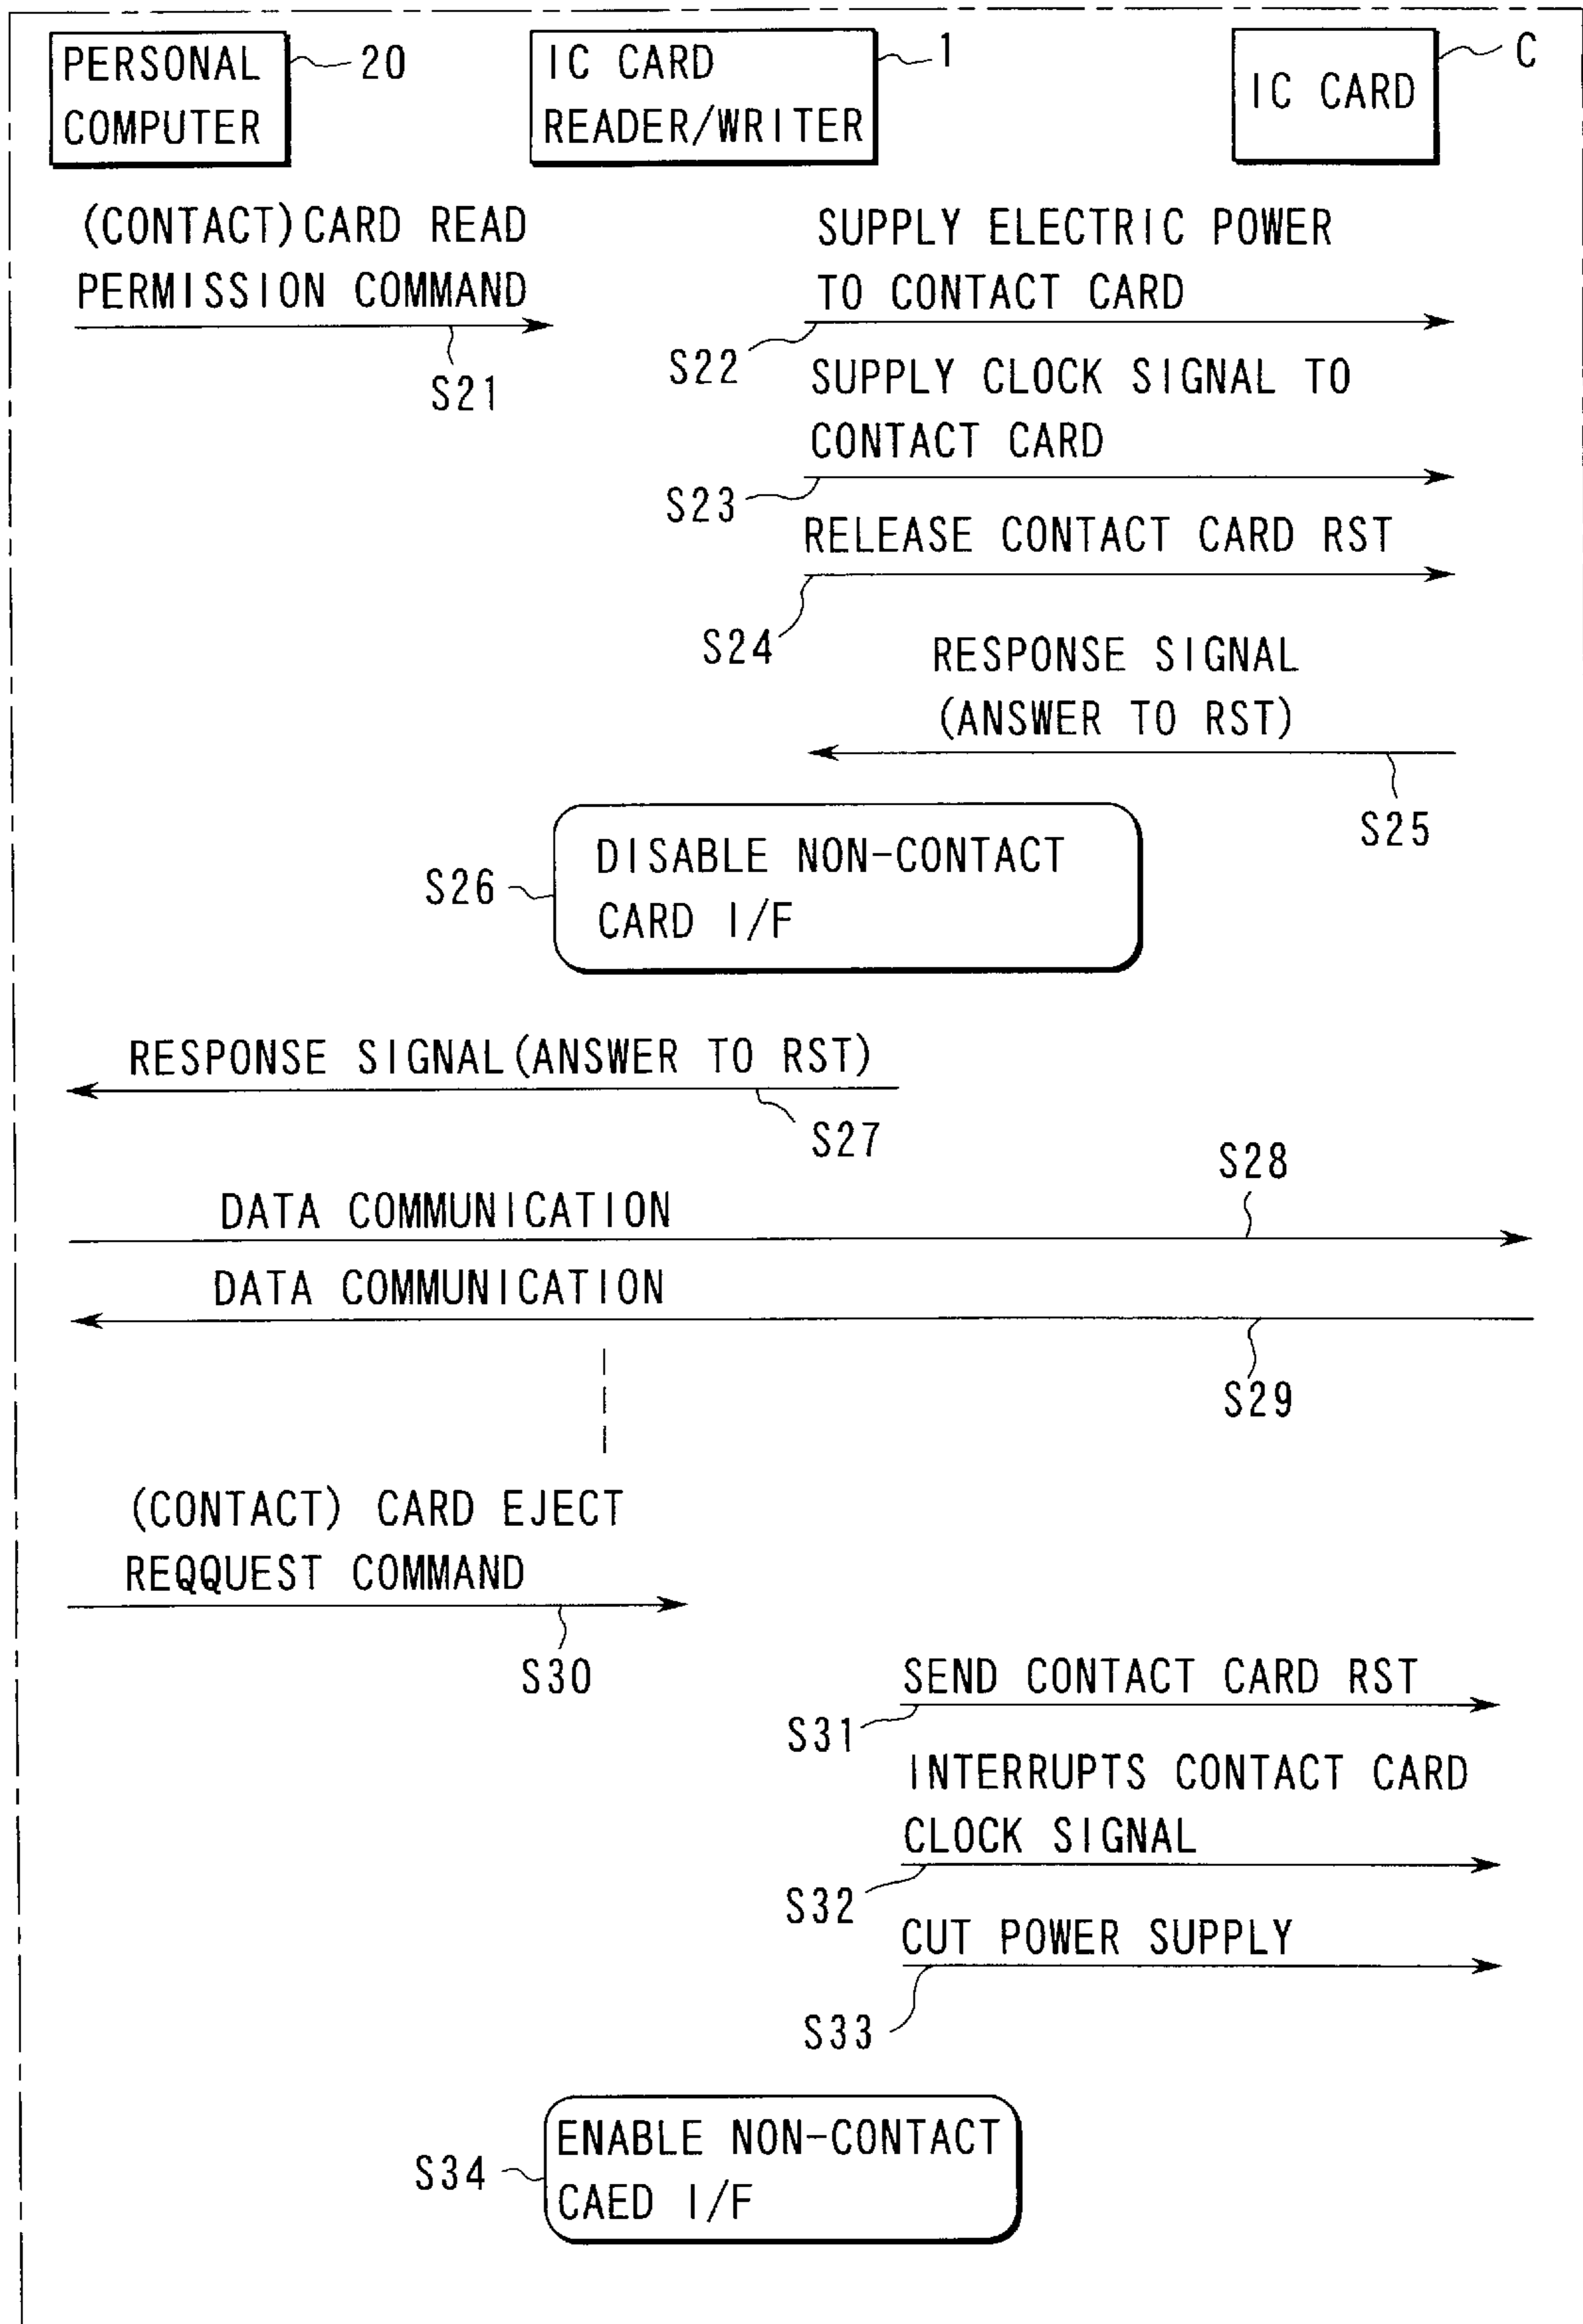 PERSONAL
COMPUTER
20
IC CARD
READER/WRITER
1
IC CARD
C
(CONTACT)CARD READ
PERMISSION COMMAND
S21
SUPPLY ELECTRIC POWER
TO CONTACT CARD
S22
SUPPLY CLOCK SIGNAL TO
CONTACT CARD
S23
RELEASE CONTACT CARD RST
S24
RESPONSE SIGNAL
(ANSWER TO RST)
S25
DISABLE NON-CONTACT
CARD I/F
S26
RESPONSE SIGNAL(ANSWER TO RST)
S27
S28
DATA COMMUNICATION
DATA COMMUNICATION
S29
(CONTACT) CARD EJECT
REQQUEST COMMAND
S30
SEND CONTACT CARD RST
S31
INTERRUPTS CONTACT CARD
CLOCK SIGNAL
S32
CUT POWER SUPPLY
S33
ENABLE NON-CONTACT
CAED I/F
S34